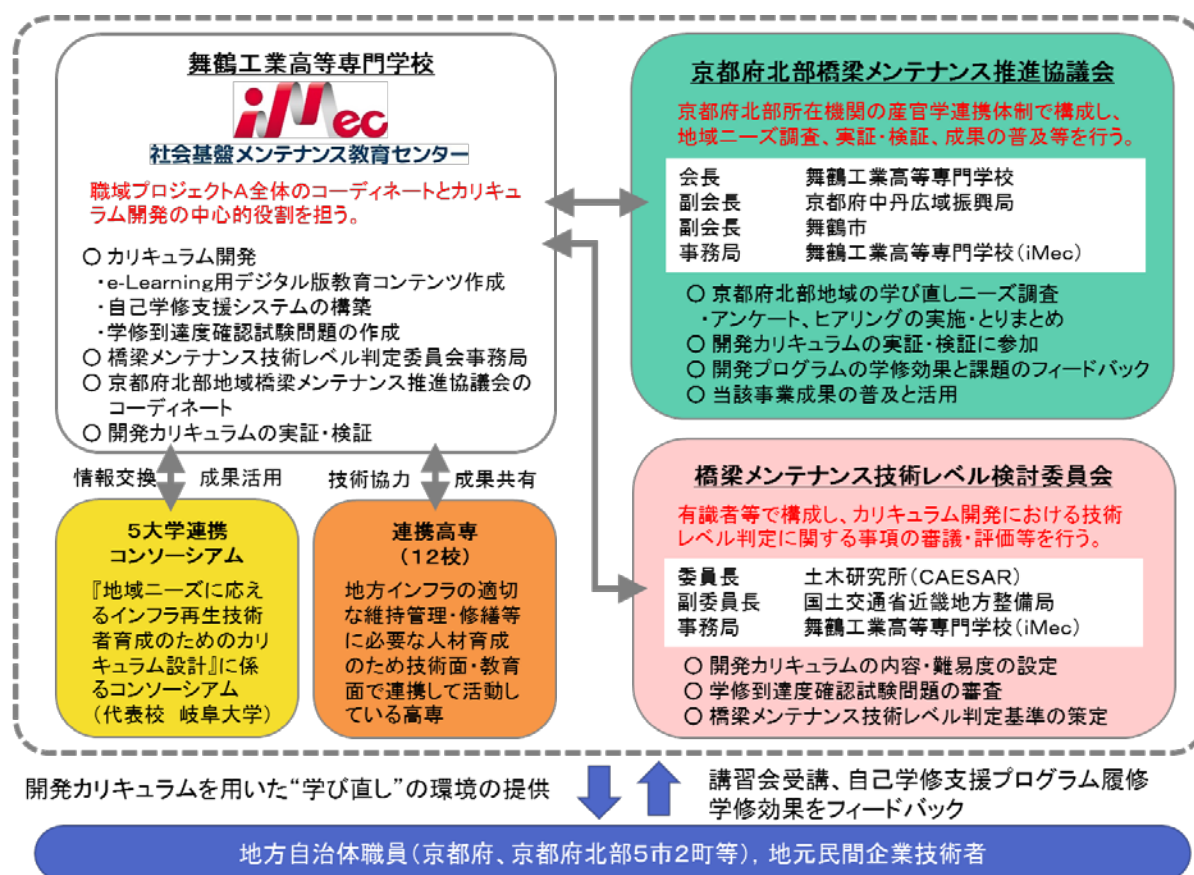 舞鶴工業高等専門学校
iMec
社会基盤メンテナンス教育センター
職域プロジェクトA全体のコーディネートとカリキュ
ラム開発の中心的役割を担う。
○ カリキュラム開発
・e-Learning用デジタル版教育コンテンツ作成
・自己学修支援システムの構築
・学修到達度確認試験問題の作成
○ 橋梁メンテナンス技術レベル判定委員会事務局
○ 京都府北部地域橋梁メンテナンス推進協議会の
コーディネート
○ 開発カリキュラムの実証・検証
京都府北部橋梁メンテナンス推進協議会
京都府北部所在機関の産官学連携体制で構成し、
地域ニーズ調査、実証・検証、成果の普及等を行う。
会長 舞鶴工業高等専門学校
副会長 京都府中丹広域振興局
副会長 舞鶴市
事務局 舞鶴工業高等専門学校(iMec)
○ 京都府北部地域の学び直しニーズ調査
・アンケート、ヒアリングの実施・とりまとめ
○ 開発カリキュラムの実証・検証に参加
○ 開発プログラムの学修効果と課題のフィードバック
○ 当該事業成果の普及と活用
情報交換 成果活用
技術協力 成果共有
5大学連携
コンソーシアム
『地域ニーズに応え
るインフラ再生技術
者育成のためのカリ
キュラム設計』に係
るコンソーシアム
(代表校 岐阜大学)
連携高専
(12校)
地方インフラの適切
な維持管理・修繕等
に必要な人材育成
のため技術面・教育
面で連携して活動し
ている高専
橋梁メンテナンス技術レベル検討委員会
有識者等で構成し、カリキュラム開発における技術
レベル判定に関する事項の審議・評価等を行う。
委員長 土木研究所(CAESAR)
副委員長 国土交通省近畿地方整備局
事務局 舞鶴工業高等専門学校(iMec)
○ 開発カリキュラムの内容・難易度の設定
○ 学修到達度確認試験問題の審査
○ 橋梁メンテナンス技術レベル判定基準の策定
開発カリキュラムを用いた“学び直し”の環境の提供
講習会受講、自己学修支援プログラム履修
学修効果をフィードバック
地方自治体職員(京都府、京都府北部5市2町等), 地元民間企業技術者